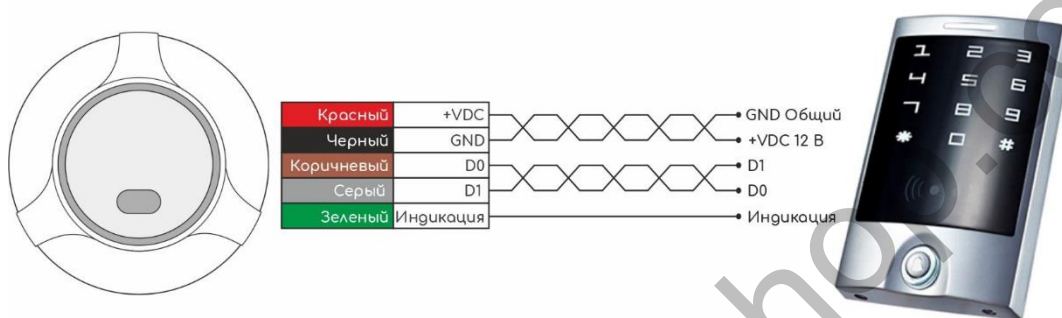 Красный +VDC GND Общий
Черный GND +VDC 12 В
Коричневый D0 D1
Серый D1 D0
Зеленый Индикация Индикация
1 2 3
4 5 6
7 8 9
* 0 #